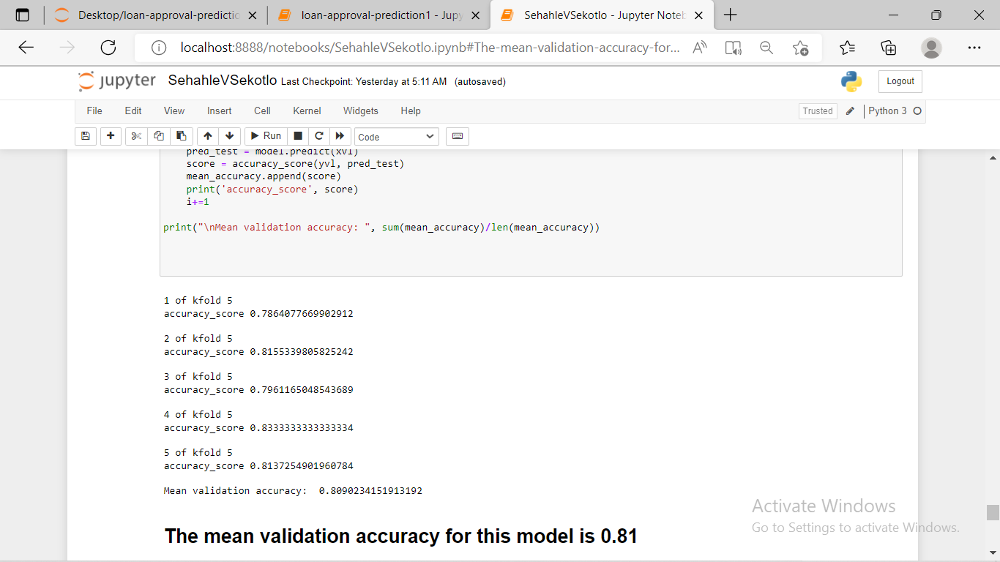 Desktop/loan-approval-predictic
loan-approval-prediction1 - Jupy
SehahleVSekotlo - Jupyter Noteb
localhost:8888/notebooks/SehahleVSekotlo.ipynb#The-mean-validation-accuracy-for...
jupyter SehahleVSekotlo Last Checkpoint: Yesterday at 5:11 AM (autosaved)
Logout
File Edit View Insert Cell Kernel Widgets Help
Trusted Python 3
Run Code
pred_test = model.predict(xvl)
score = accuracy_score(yvl, pred_test)
mean_accuracy.append(score)
print('accuracy_score', score)
i+=1
print("\nMean validation accuracy: ", sum(mean_accuracy)/len(mean_accuracy))
1 of kfold 5
accuracy_score 0.7864077669902912
2 of kfold 5
accuracy_score 0.8155339805825242
3 of kfold 5
accuracy_score 0.7961165048543689
4 of kfold 5
accuracy_score 0.8333333333333334
5 of kfold 5
accuracy_score 0.8137254901960784
Mean validation accuracy:  0.8090234151913192
The mean validation accuracy for this model is 0.81
Activate Windows
Go to Settings to activate Windows.